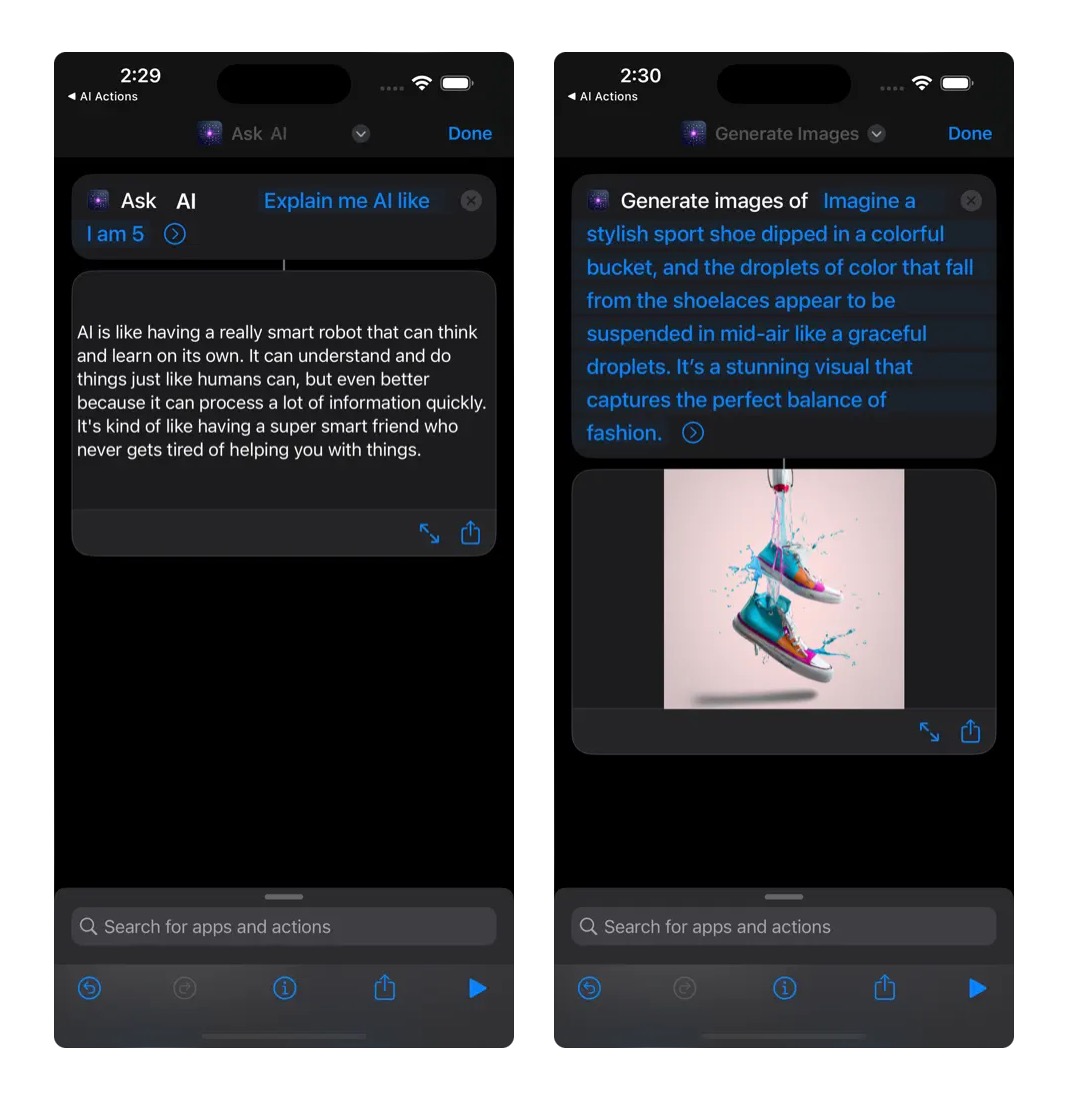 2:29
◀ AI Actions
Ask AI
Done
Ask AI Explain me AI like
I am 5
AI is like having a really smart robot that can think
and learn on its own. It can understand and do
things just like humans can, but even better
because it can process a lot of information quickly.
It's kind of like having a super smart friend who
never gets tired of helping you with things.
Search for apps and actions
2:30
◀ AI Actions
Generate Images
Done
Generate images of Imagine a
stylish sport shoe dipped in a colorful
bucket, and the droplets of color that fall
from the shoelaces appear to be
suspended in mid-air like a graceful
droplets. It’s a stunning visual that
captures the perfect balance of
fashion.
Search for apps and actions